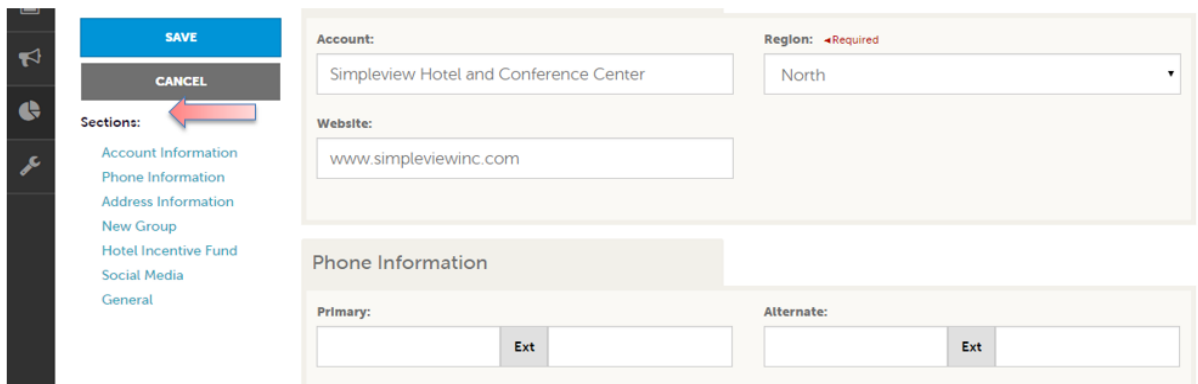 SAVE
CANCEL
Sections:
Account Information
Phone Information
Address Information
New Group
Hotel Incentive Fund
Social Media
General
Account:
Simpleview Hotel and Conference Center
Region: ◄Required
North
Website:
www.simpleviewinc.com
Phone Information
Primary:
Ext
Alternate:
Ext